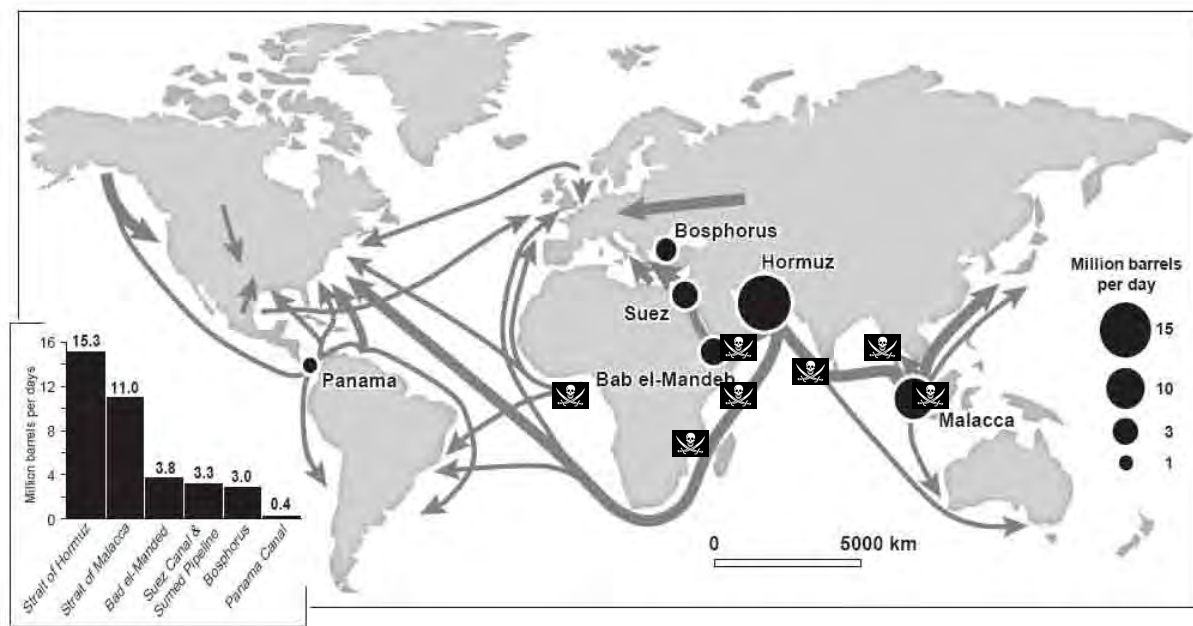 Bosphorus
Hormuz
Suez
Bab el-Mandeb
Malacca
Panama
Million barrels
per day
15
10
3
1
0
5000 km
Million barrels per days
16
12
8
4
0
15.3
11.0
3.8
3.3
3.0
0.4
Strait of Hormuz
Strait of Malacca
Bad el-Manded
Suez Canal &
Sumed Pipeline
Bosphorus
Panama Canal